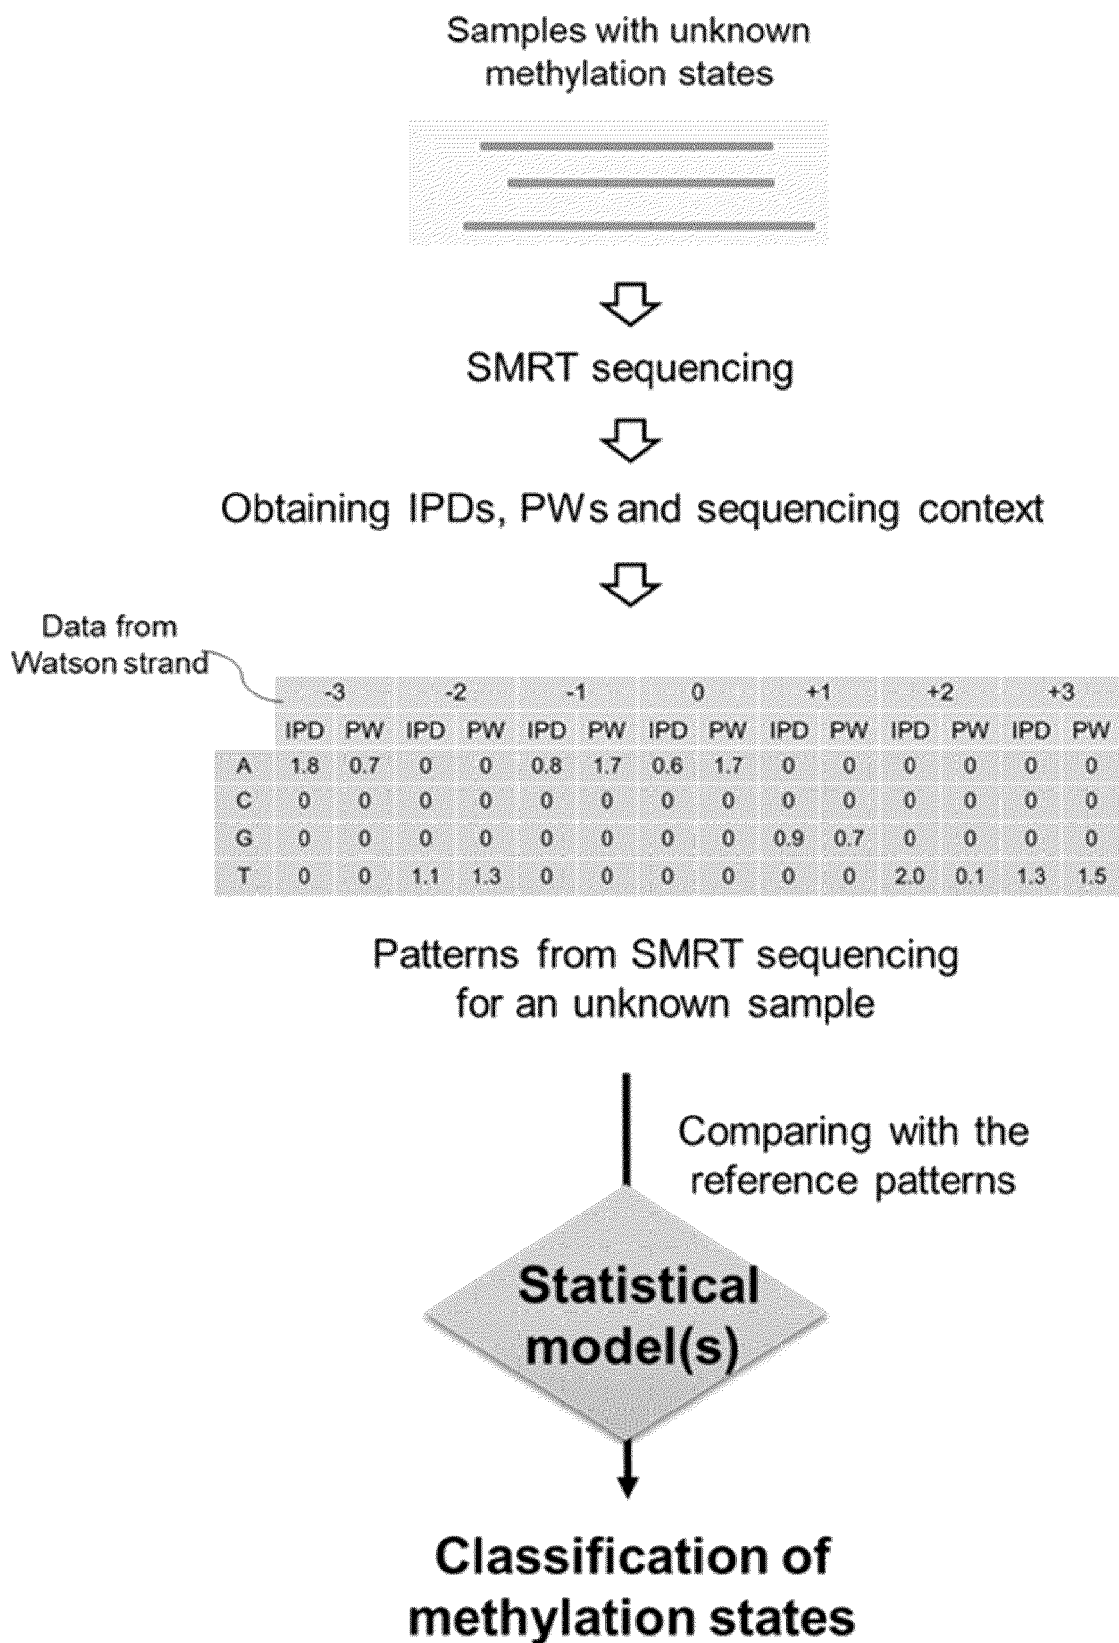 Samples with unknown
methylation states
SMRT sequencing
Obtaining IPDs, PWs and sequencing context
Data from
Watson strand
-3 -2 -1 0 +1 +2 +3
IPD PW IPD PW IPD PW IPD PW IPD PW IPD PW IPD PW
A 1.8 0.7 0 0 0.8 1.7 0.6 1.7 0 0 0 0 0 0
C 0 0 0 0 0 0 0 0 0 0 0 0 0 0
G 0 0 0 0 0 0 0 0 0.9 0.7 0 0 0 0
T 0 0 1.1 1.3 0 0 0 0 0 0 2.0 0.1 1.3 1.5
Patterns from SMRT sequencing
for an unknown sample
Comparing with the
reference patterns
Statistical
model(s)
Classification of
methylation states